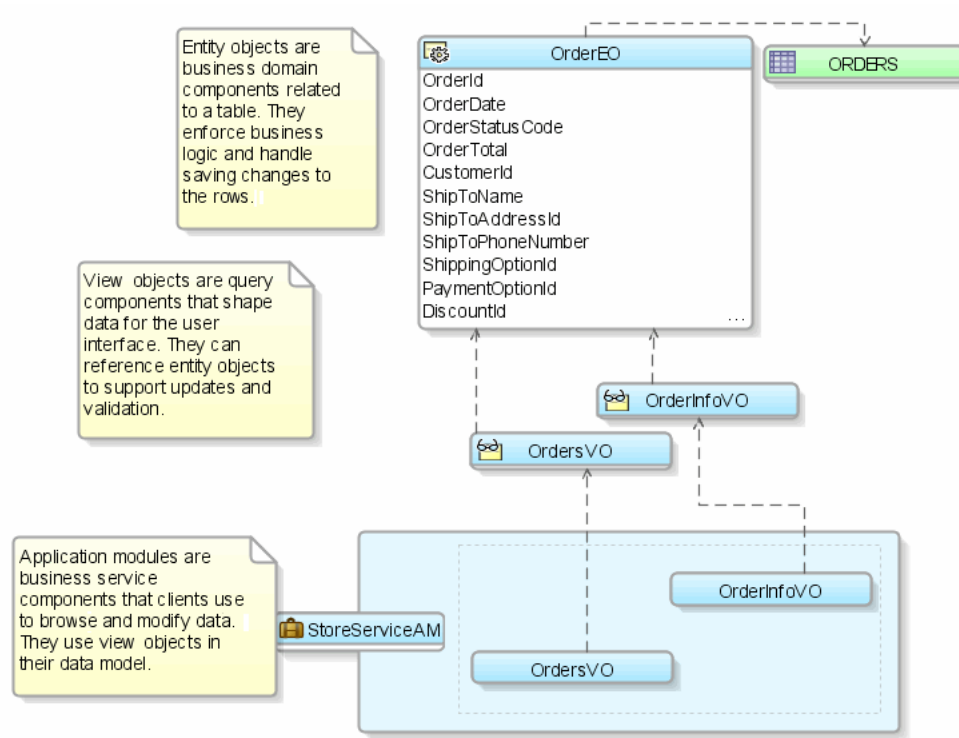 Entity objects are
business domain
components related
to a table. They
enforce business
logic and handle
saving changes to
the rows.
OrderEO
OrderId
OrderDate
OrderStatusCode
OrderTotal
CustomerId
ShipToName
ShipToAddressId
ShipToPhoneNumber
ShippingOptionId
PaymentOptionId
DiscountId
...
ORDERS
View objects are query
components that shape
data for the user
interface. They can
reference entity objects
to support updates and
validation.
OrderInfoVO
OrdersVO
Application modules are
business service
components that clients use
to browse and modify data.
They use view objects in
their data model.
StoreServiceAM
OrderInfoVO
OrdersVO